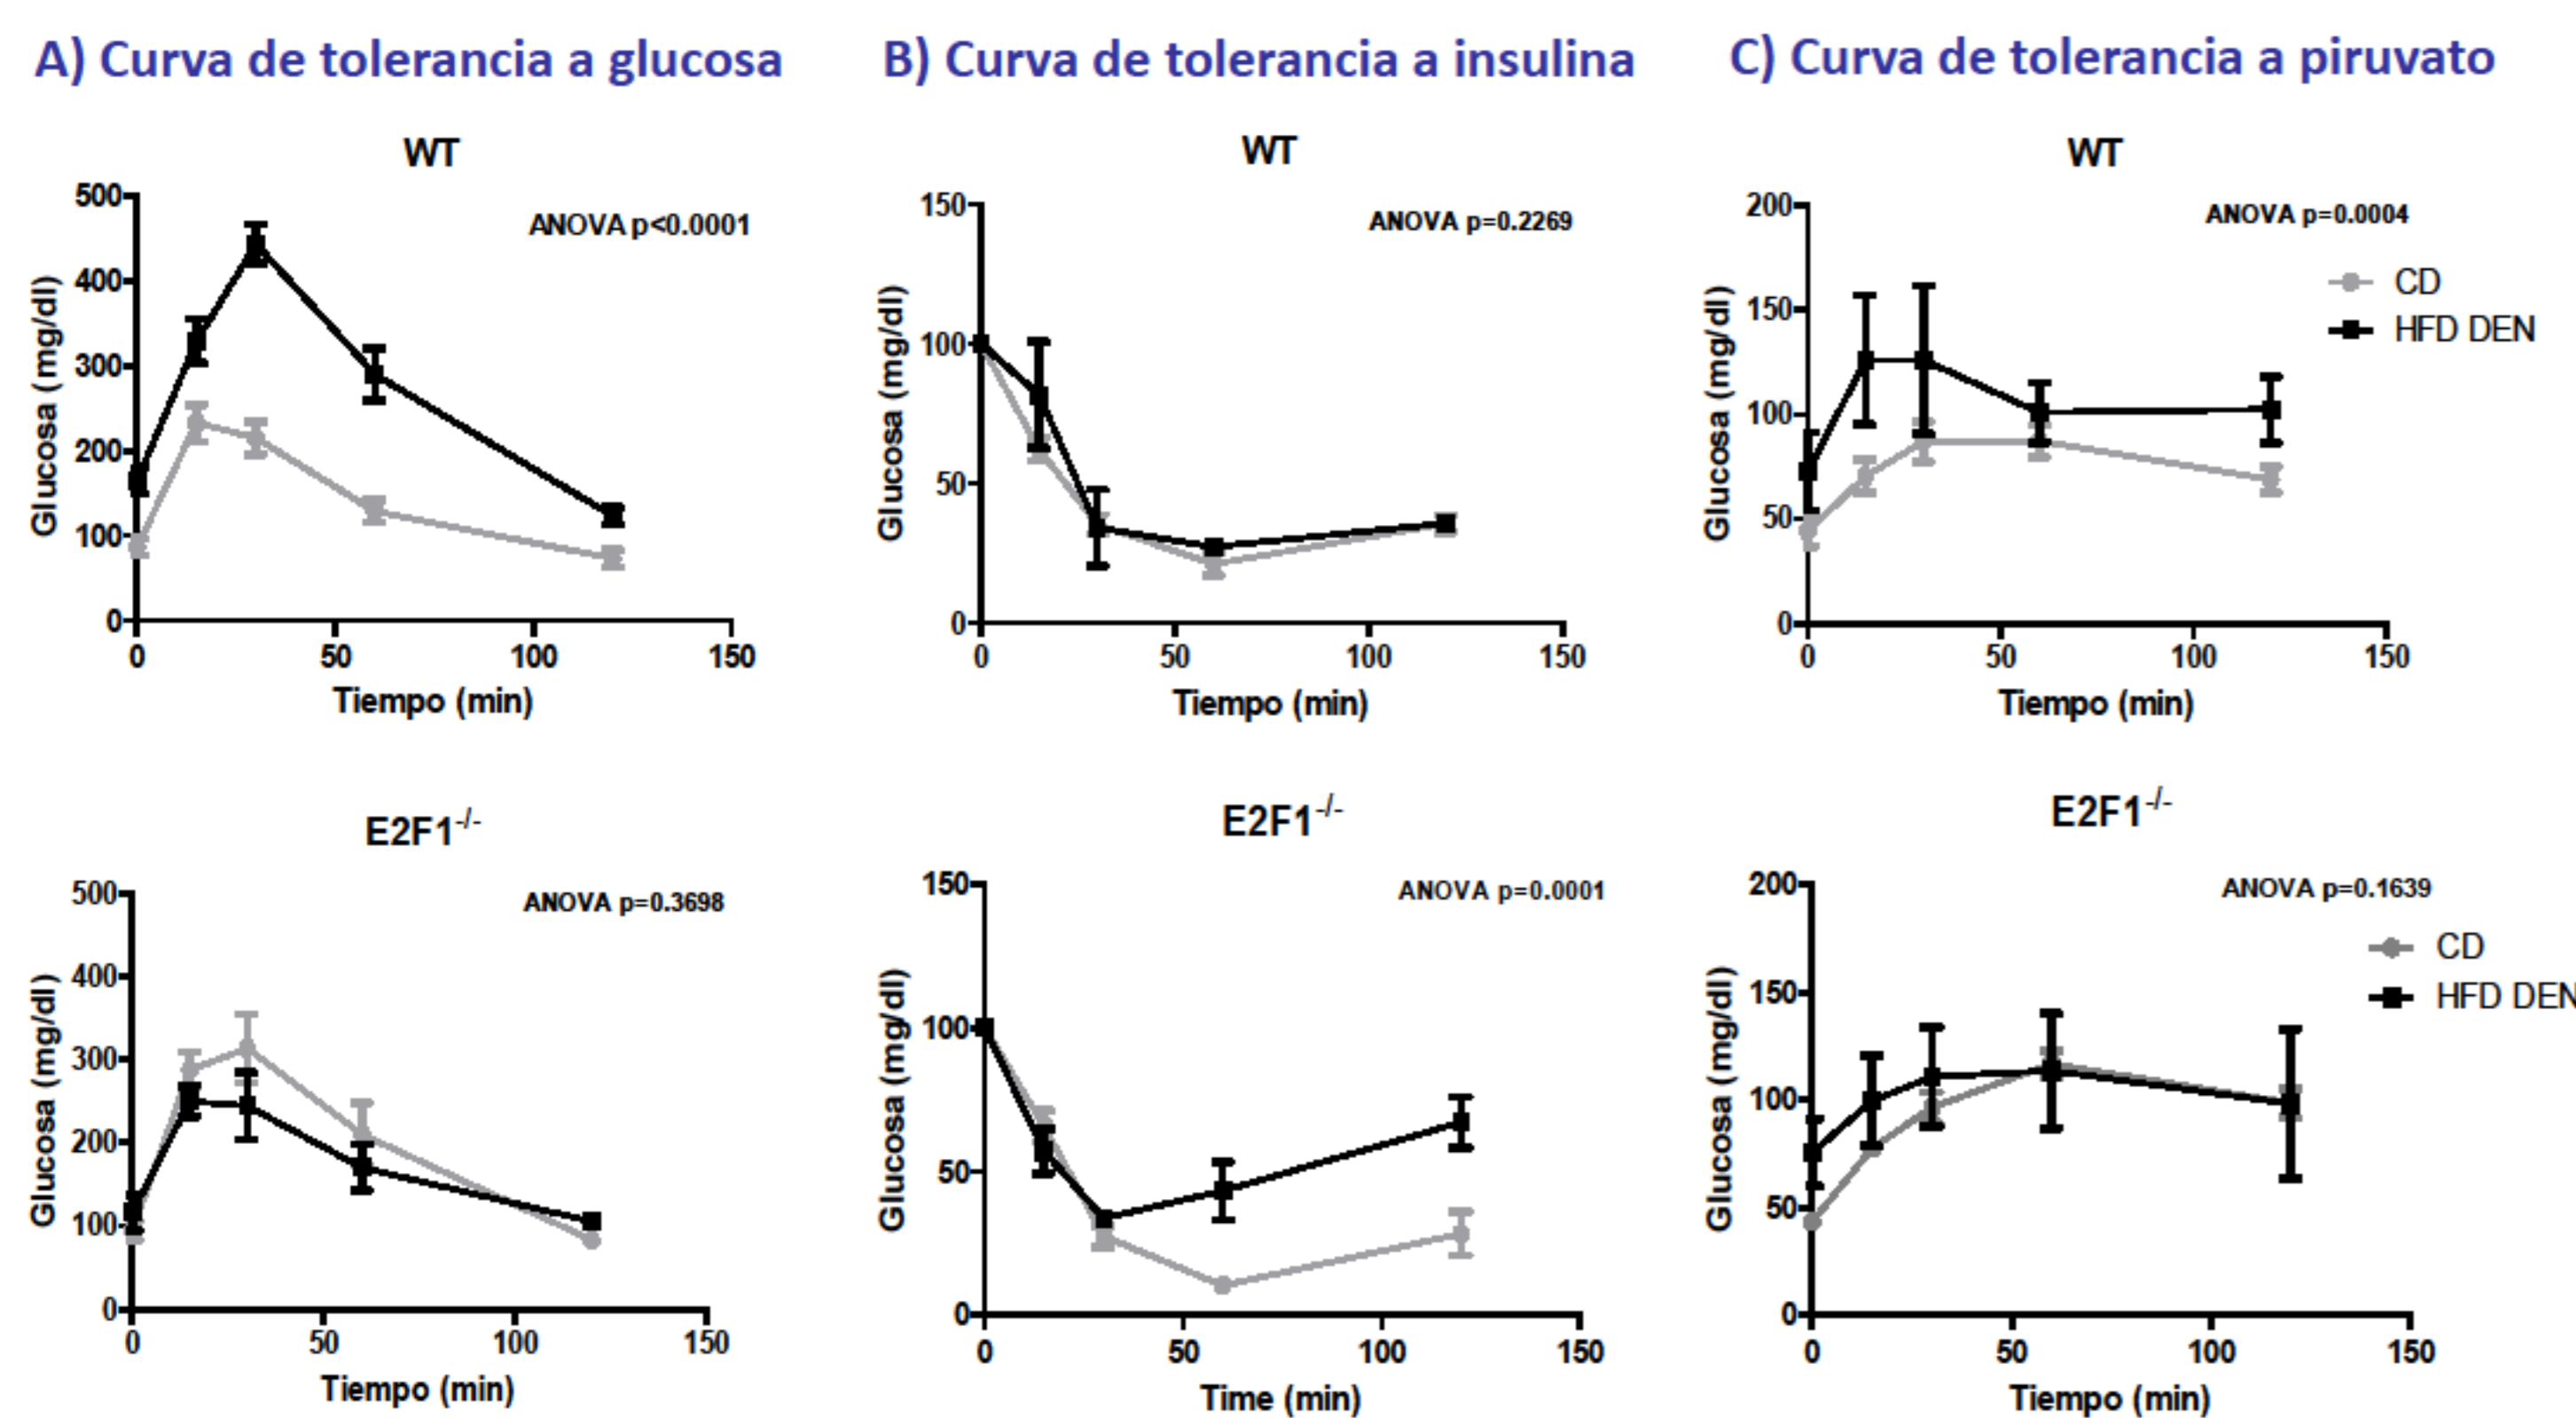 A) Curva de tolerancia a glucosa
WT
ANOVA p<0.0001
Glucosa (mg/dl)
500
400
300
200
100
0
0 50 100 150
Tiempo (min)
E2F1-/-
ANOVA p=0.3698
Glucosa (mg/dl)
500
400
300
200
100
0
0 50 100 150
Tiempo (min)
B) Curva de tolerancia a insulina
WT
ANOVA p=0.2269
Glucosa (mg/dl)
150
100
50
0
0 50 100 150
Tiempo (min)
E2F1-/-
ANOVA p=0.0001
Glucosa (mg/dl)
150
100
50
0
0 50 100 150
Time (min)
C) Curva de tolerancia a piruvato
WT
ANOVA p=0.0004
CD
HFD DEN
Glucosa (mg/dl)
200
150
100
50
0
0 50 100 150
Tiempo (min)
E2F1-/-
ANOVA p=0.1639
CD
HFD DEN
Glucosa (mg/dl)
200
150
100
50
0
0 50 100 150
Tiempo (min)